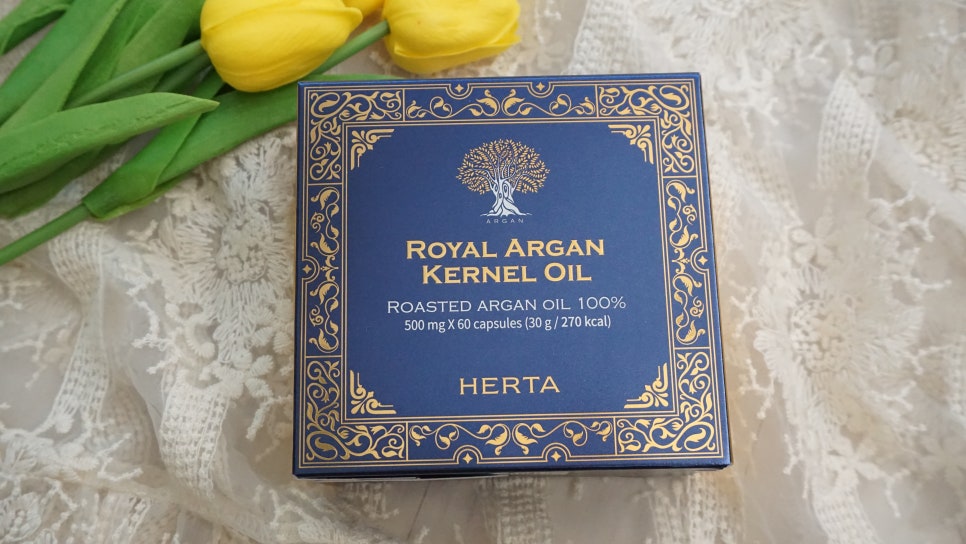 ARGAN
ROYAL ARGAN
KERNEL OIL
ROASTED ARGAN OIL 100%
500 mg X 60 capsules (30 g / 270 kcal)
HERTA